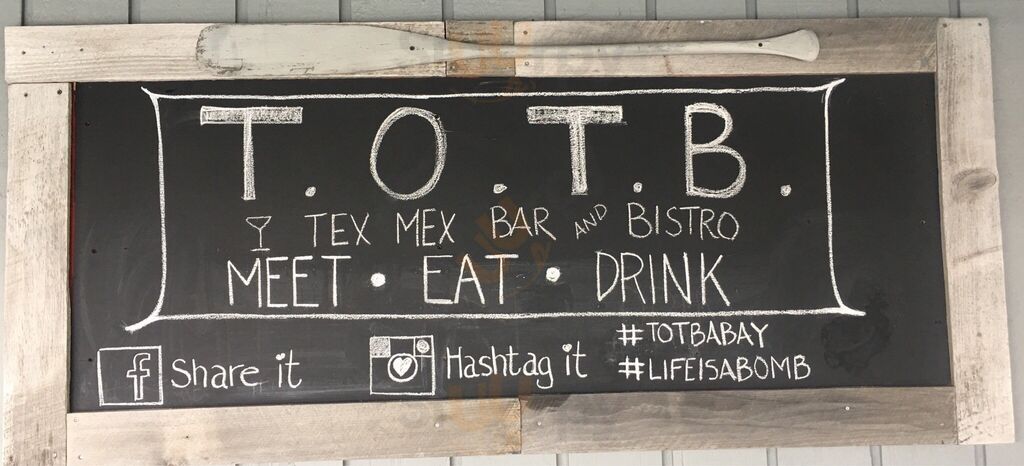 T.O.T.B.
TEX MEX BAR AND BISTRO
MEET • EAT • DRINK
f Share it
Hashtag it
#TOTBABAY
#LIFEISABOMB